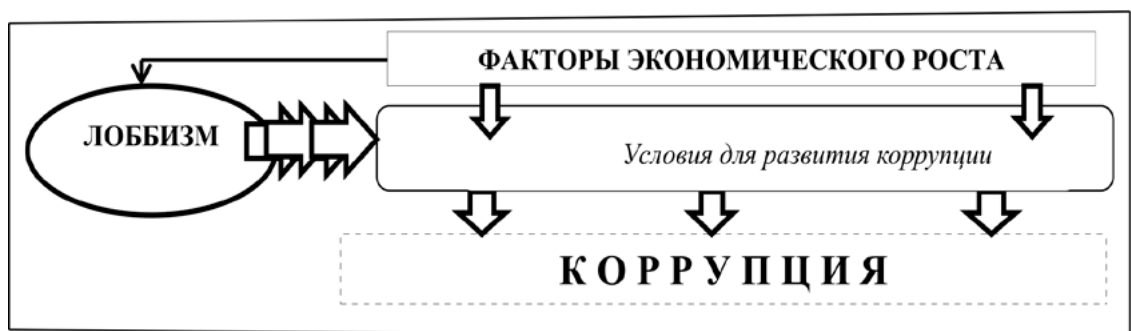 ФАКТОРЫ ЭКОНОМИЧЕСКОГО РОСТА
ЛОББИЗМ
Условия для развития коррупции
КОРРУПЦИЯ